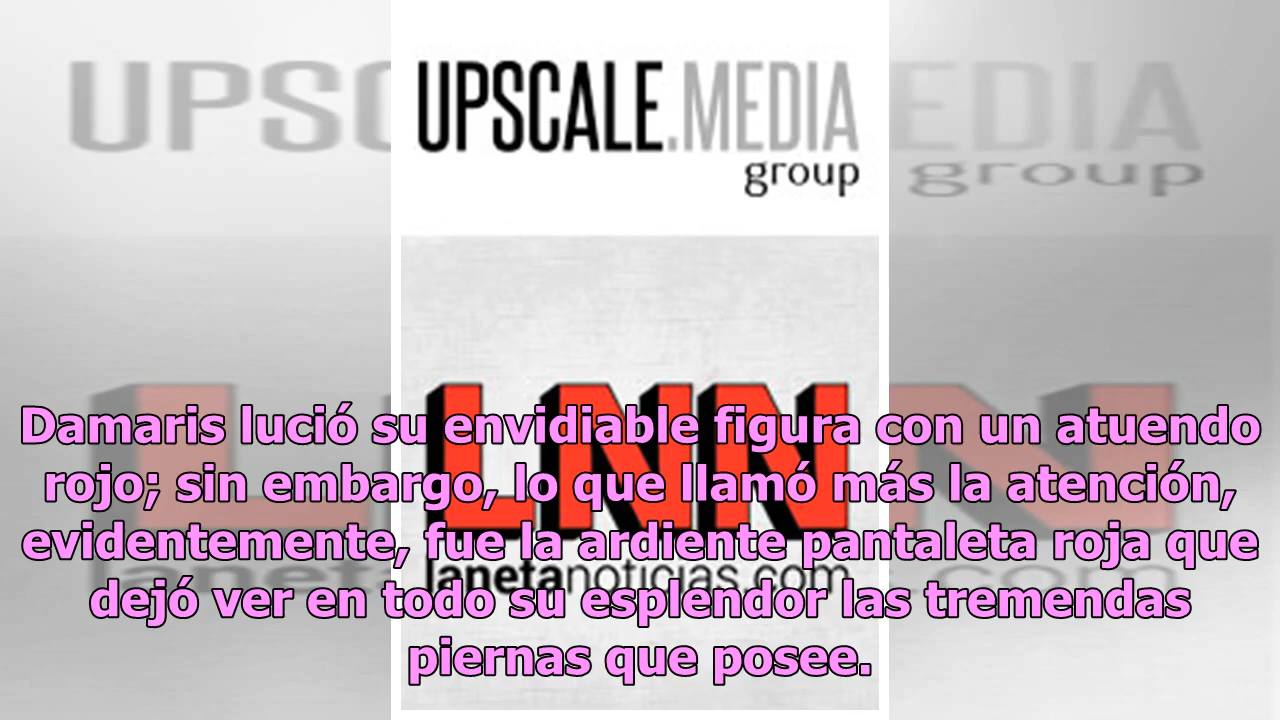 UPSCALE.MEDIA
group
LNN
lanetanoticias.com
Damaris lució su envidiable figura con un atuendo
rojo; sin embargo, lo que llamó más la atención,
evidentemente, fue la ardiente pantaleta roja que
dejó ver en todo su esplendor las tremendas
piernas que posee.